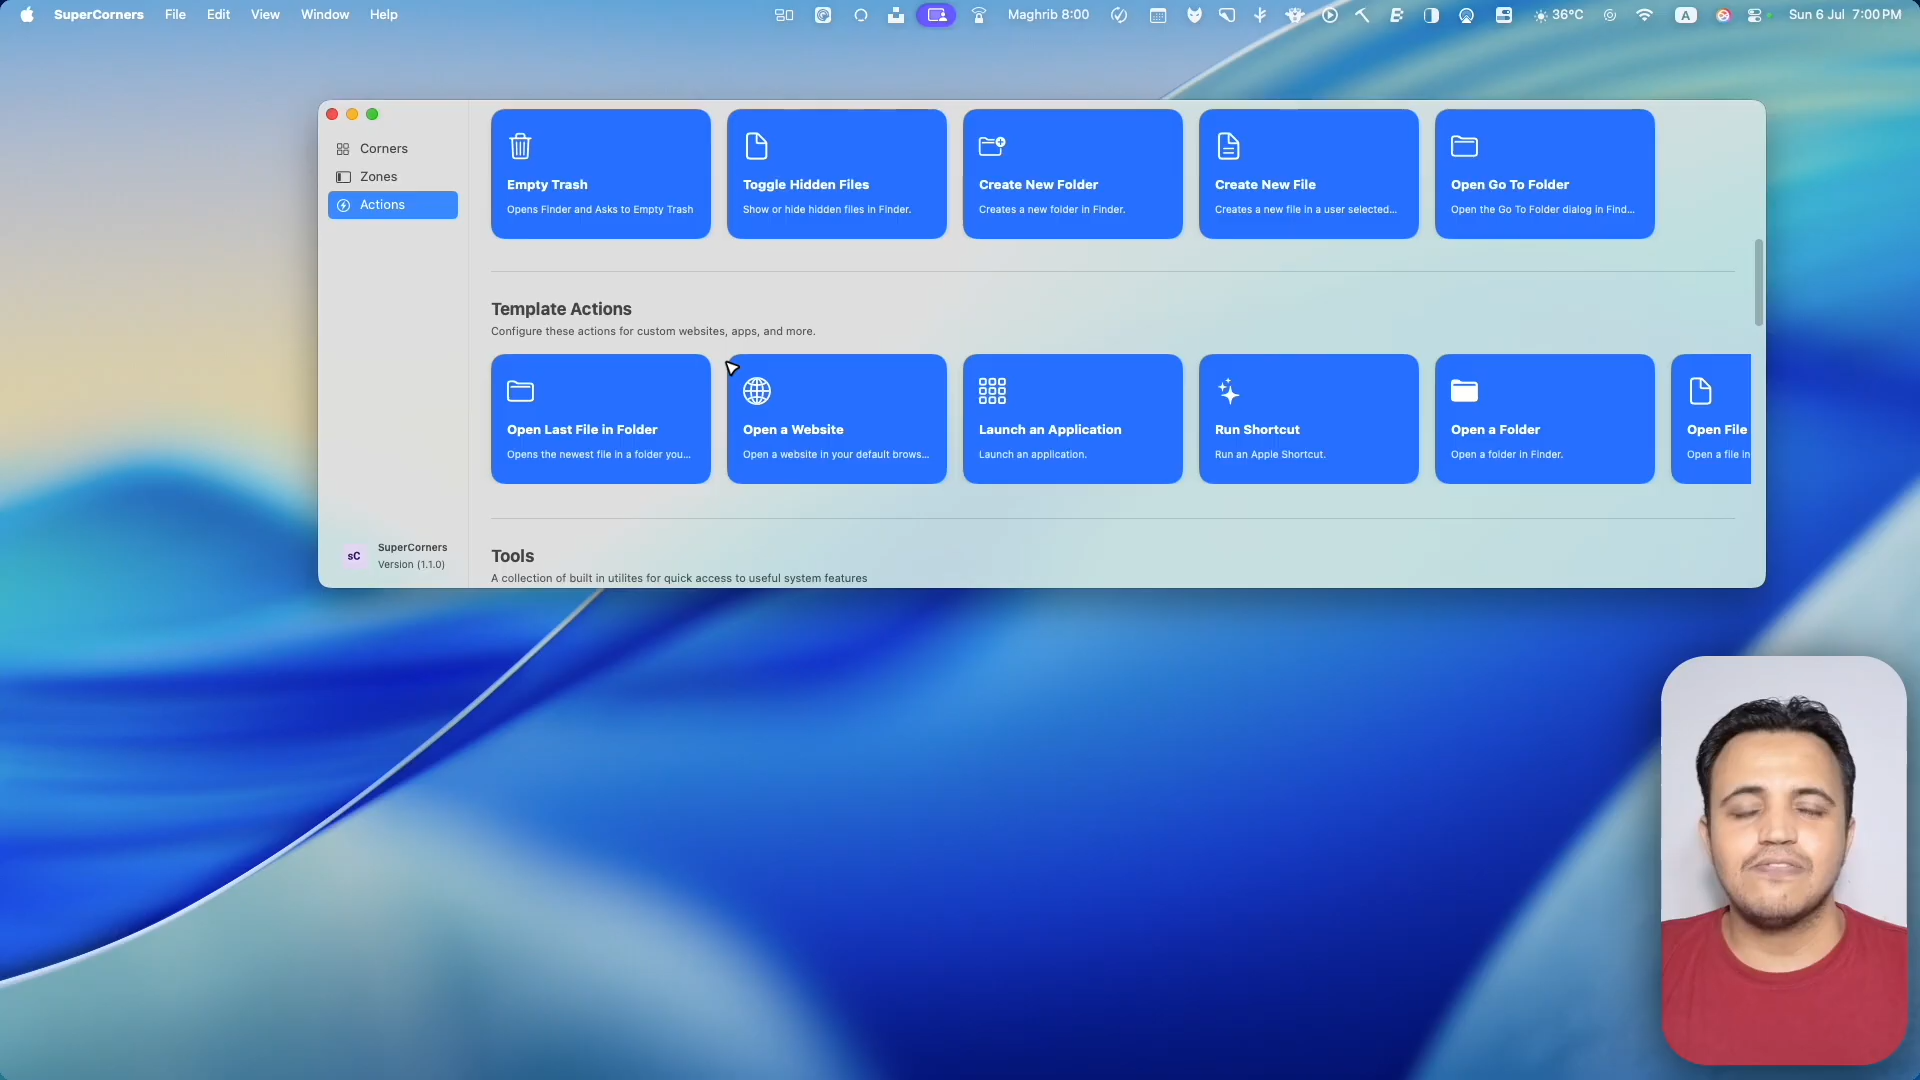 SuperCorners File Edit View Window Help Maghrib 8:00 36°C A Sun 6 Jul 7:00 PM
Corners
Zones
Actions
Empty Trash
Opens Finder and Asks to Empty Trash
Toggle Hidden Files
Show or hide hidden files in Finder.
Create New Folder
Creates a new folder in Finder.
Create New File
Creates a new file in a user selected...
Open Go To Folder
Open the Go To Folder dialog in Find...
Template Actions
Configure these actions for custom websites, apps, and more.
Open Last File in Folder
Opens the newest file in a folder you...
Open a Website
Open a website in your default brows...
Launch an Application
Launch an application.
Run Shortcut
Run an Apple Shortcut.
Open a Folder
Open a folder in Finder.
Open File
Open a file in
Tools
A collection of built in utilites for quick access to useful system features
sC
SuperCorners
Version (1.1.0)